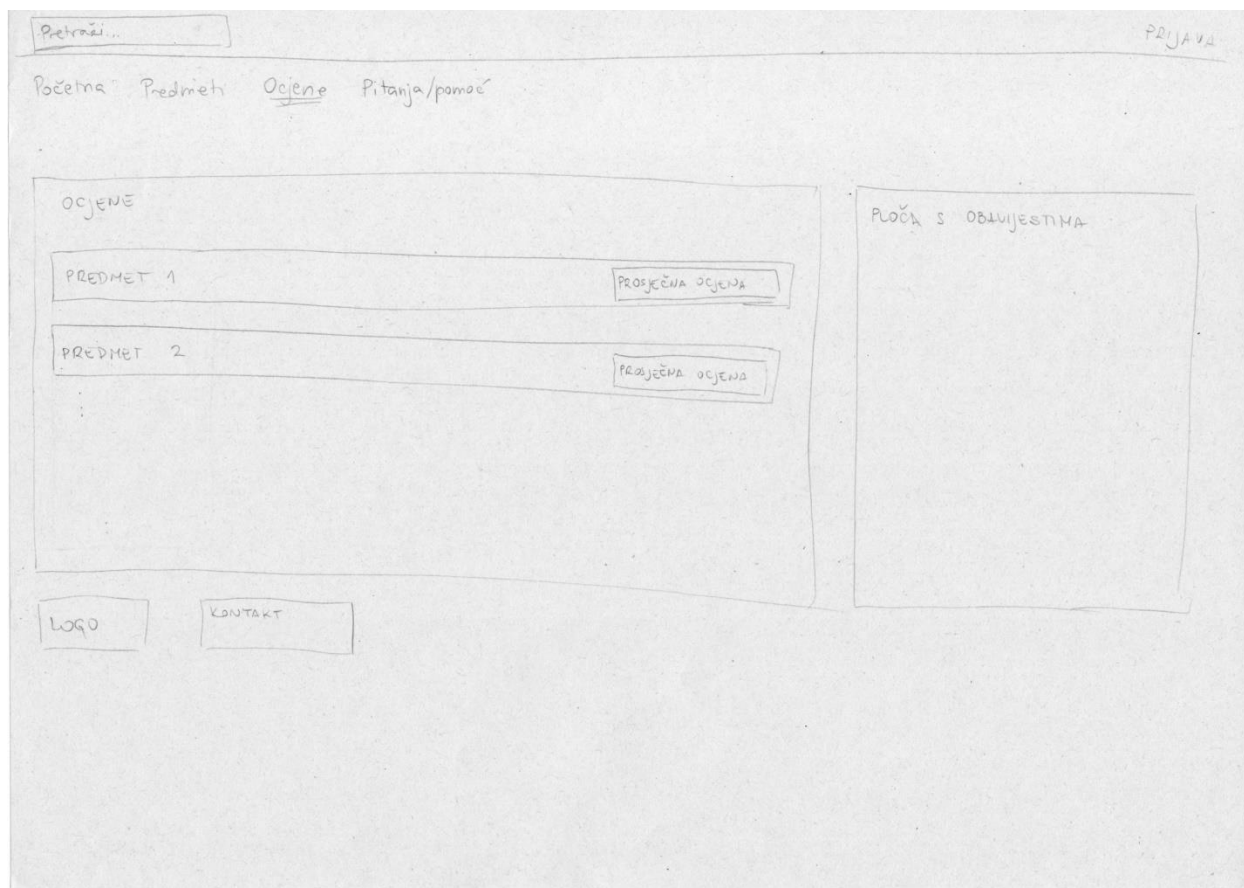 Pretraži...
PRIJAVA
Početna Predmeti Ocjene Pitanja/pomoć
OCJENE
PREDMET 1
PROSJEČNA OCJENA
PREDMET 2
PROSJEČNA OCJENA
PLOČA S OBAVIJESTIMA
LOGO
KONTAKT